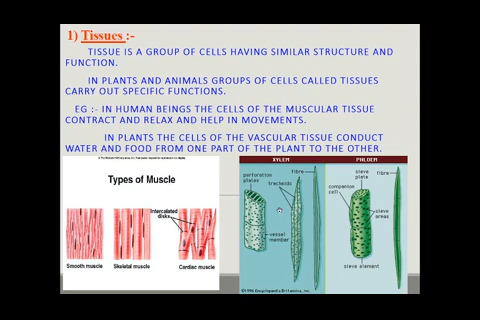 1) Tissues :-
TISSUE IS A GROUP OF CELLS HAVING SIMILAR STRUCTURE AND
FUNCTION.
IN PLANTS AND ANIMALS GROUPS OF CELLS CALLED TISSUES
CARRY OUT SPECIFIC FUNCTIONS.
EG :- IN HUMAN BEINGS THE CELLS OF THE MUSCULAR TISSUE
CONTRACT AND RELAX AND HELP IN MOVEMENTS.
IN PLANTS THE CELLS OF THE VASCULAR TISSUE CONDUCT
WATER AND FOOD FROM ONE PART OF THE PLANT TO THE OTHER.
Types of Muscle
Intercalated
disks
Smooth muscle
Skeletal muscle
Cardiac muscle
XYLEM
perforation
plates
tracheids
fibre
vessel
member
©1996 Encyclopaedia Britannica, Inc.
PHLOEM
sieve
plate
fibre
companion
cell
sieve
areas
sieve element